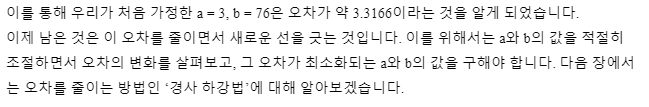 이를 통해 우리가 처음 가정한 a = 3, b = 76은 오차가 약 3.3166이라는 것을 알게 되었습니다.
이제 남은 것은 이 오차를 줄이면서 새로운 선을 긋는 것입니다. 이를 위해서는 a와 b의 값을 적절히
조절하면서 오차의 변화를 살펴보고, 그 오차가 최소화되는 a와 b의 값을 구해야 합니다. 다음 장에서
는 오차를 줄이는 방법인 ‘경사 하강법’에 대해 알아보겠습니다.